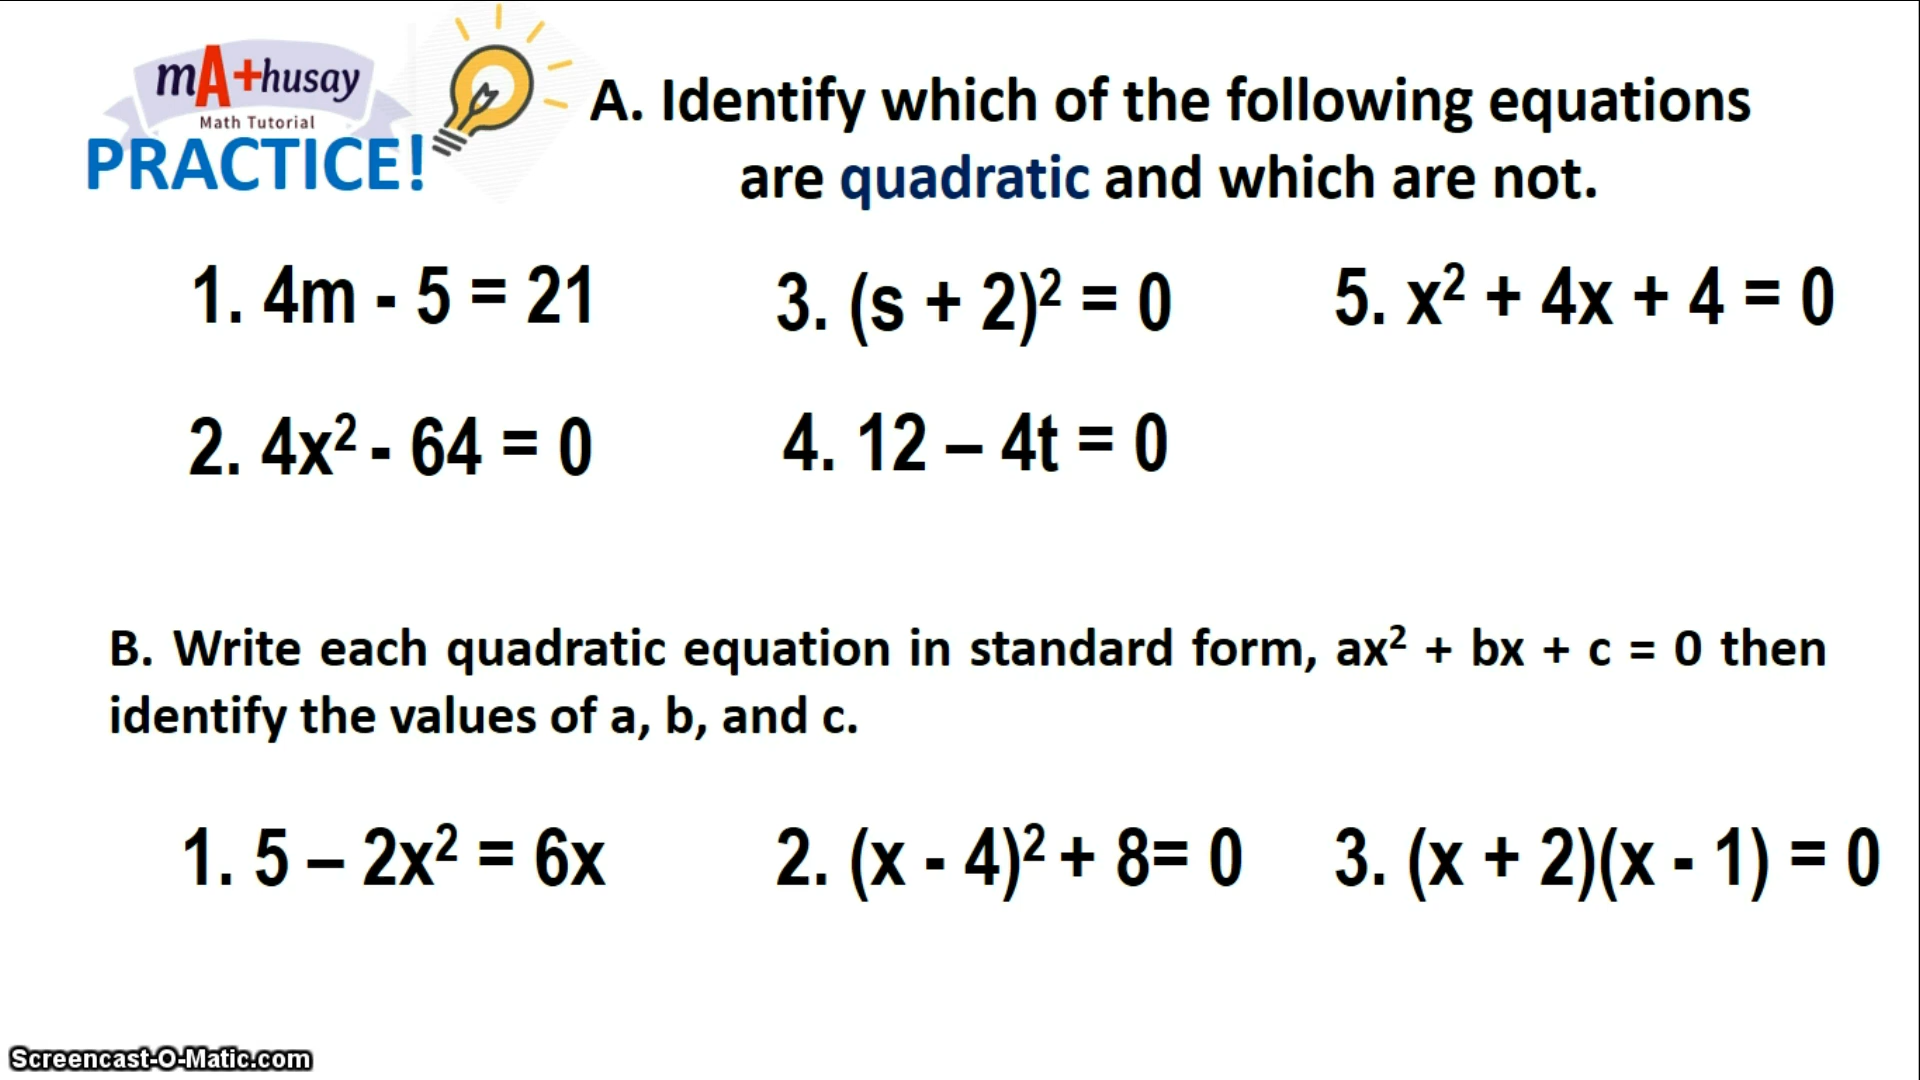 mA+husay
Math Tutorial
PRACTICE!
A. Identify which of the following equations
are quadratic and which are not.
1. 4m - 5 = 21
3. (s + 2)² = 0
5. x² + 4x + 4 = 0
2. 4x² - 64 = 0
4. 12 – 4t = 0
B. Write each quadratic equation in standard form, ax² + bx + c = 0 then
identify the values of a, b, and c.
1. 5 – 2x² = 6x
2. (x - 4)² + 8= 0
3. (x + 2)(x - 1) = 0
Screencast-O-Matic.com